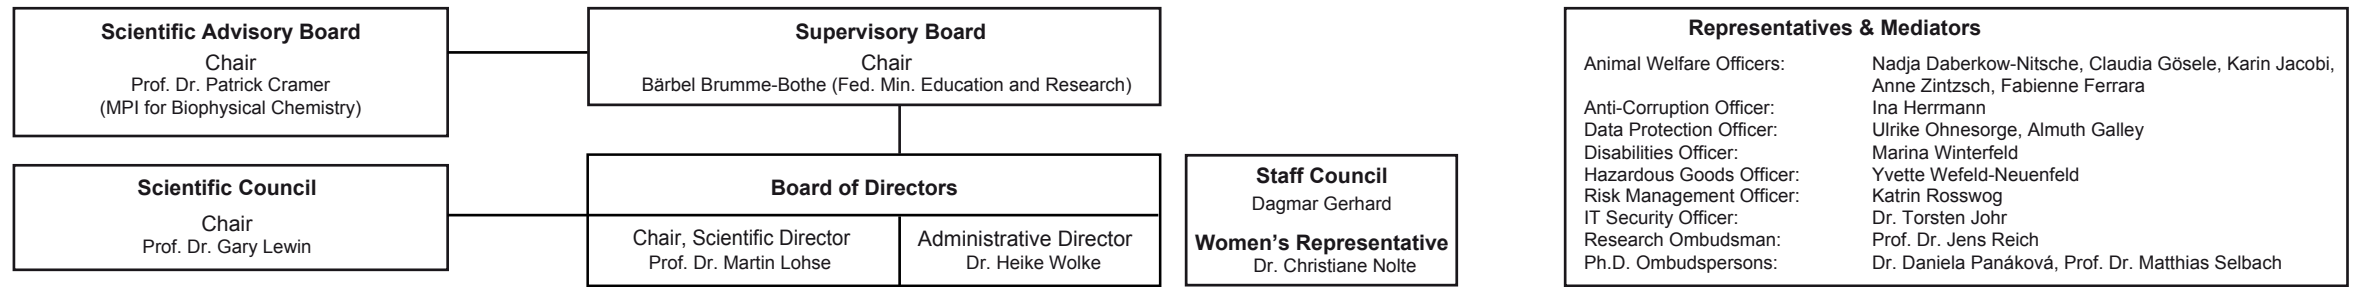 Scientific Advisory Board
Chair
Prof. Dr. Patrick Cramer
(MPI for Biophysical Chemistry)
Supervisory Board
Chair
Bärbel Brumme-Bothe (Fed. Min. Education and Research)
Scientific Council
Chair
Prof. Dr. Gary Lewin
Board of Directors
Chair, Scientific Director
Prof. Dr. Martin Lohse
Administrative Director
Dr. Heike Wolke
Staff Council
Dagmar Gerhard
Women’s Representative
Dr. Christiane Nolte
Representatives & Mediators
Animal Welfare Officers: Nadja Daberkow-Nitsche, Claudia Gösele, Karin Jacobi,
Anne Zintzsch, Fabienne Ferrara
Anti-Corruption Officer: Ina Herrmann
Data Protection Officer: Ulrike Ohnesorge, Almuth Galley
Disabilities Officer: Marina Winterfeld
Hazardous Goods Officer: Yvette Wefeld-Neuenfeld
Risk Management Officer: Katrin Rosswog
IT Security Officer: Dr. Torsten Johr
Research Ombudsman: Prof. Dr. Jens Reich
Ph.D. Ombudspersons: Dr. Daniela Panáková, Prof. Dr. Matthias Selbach